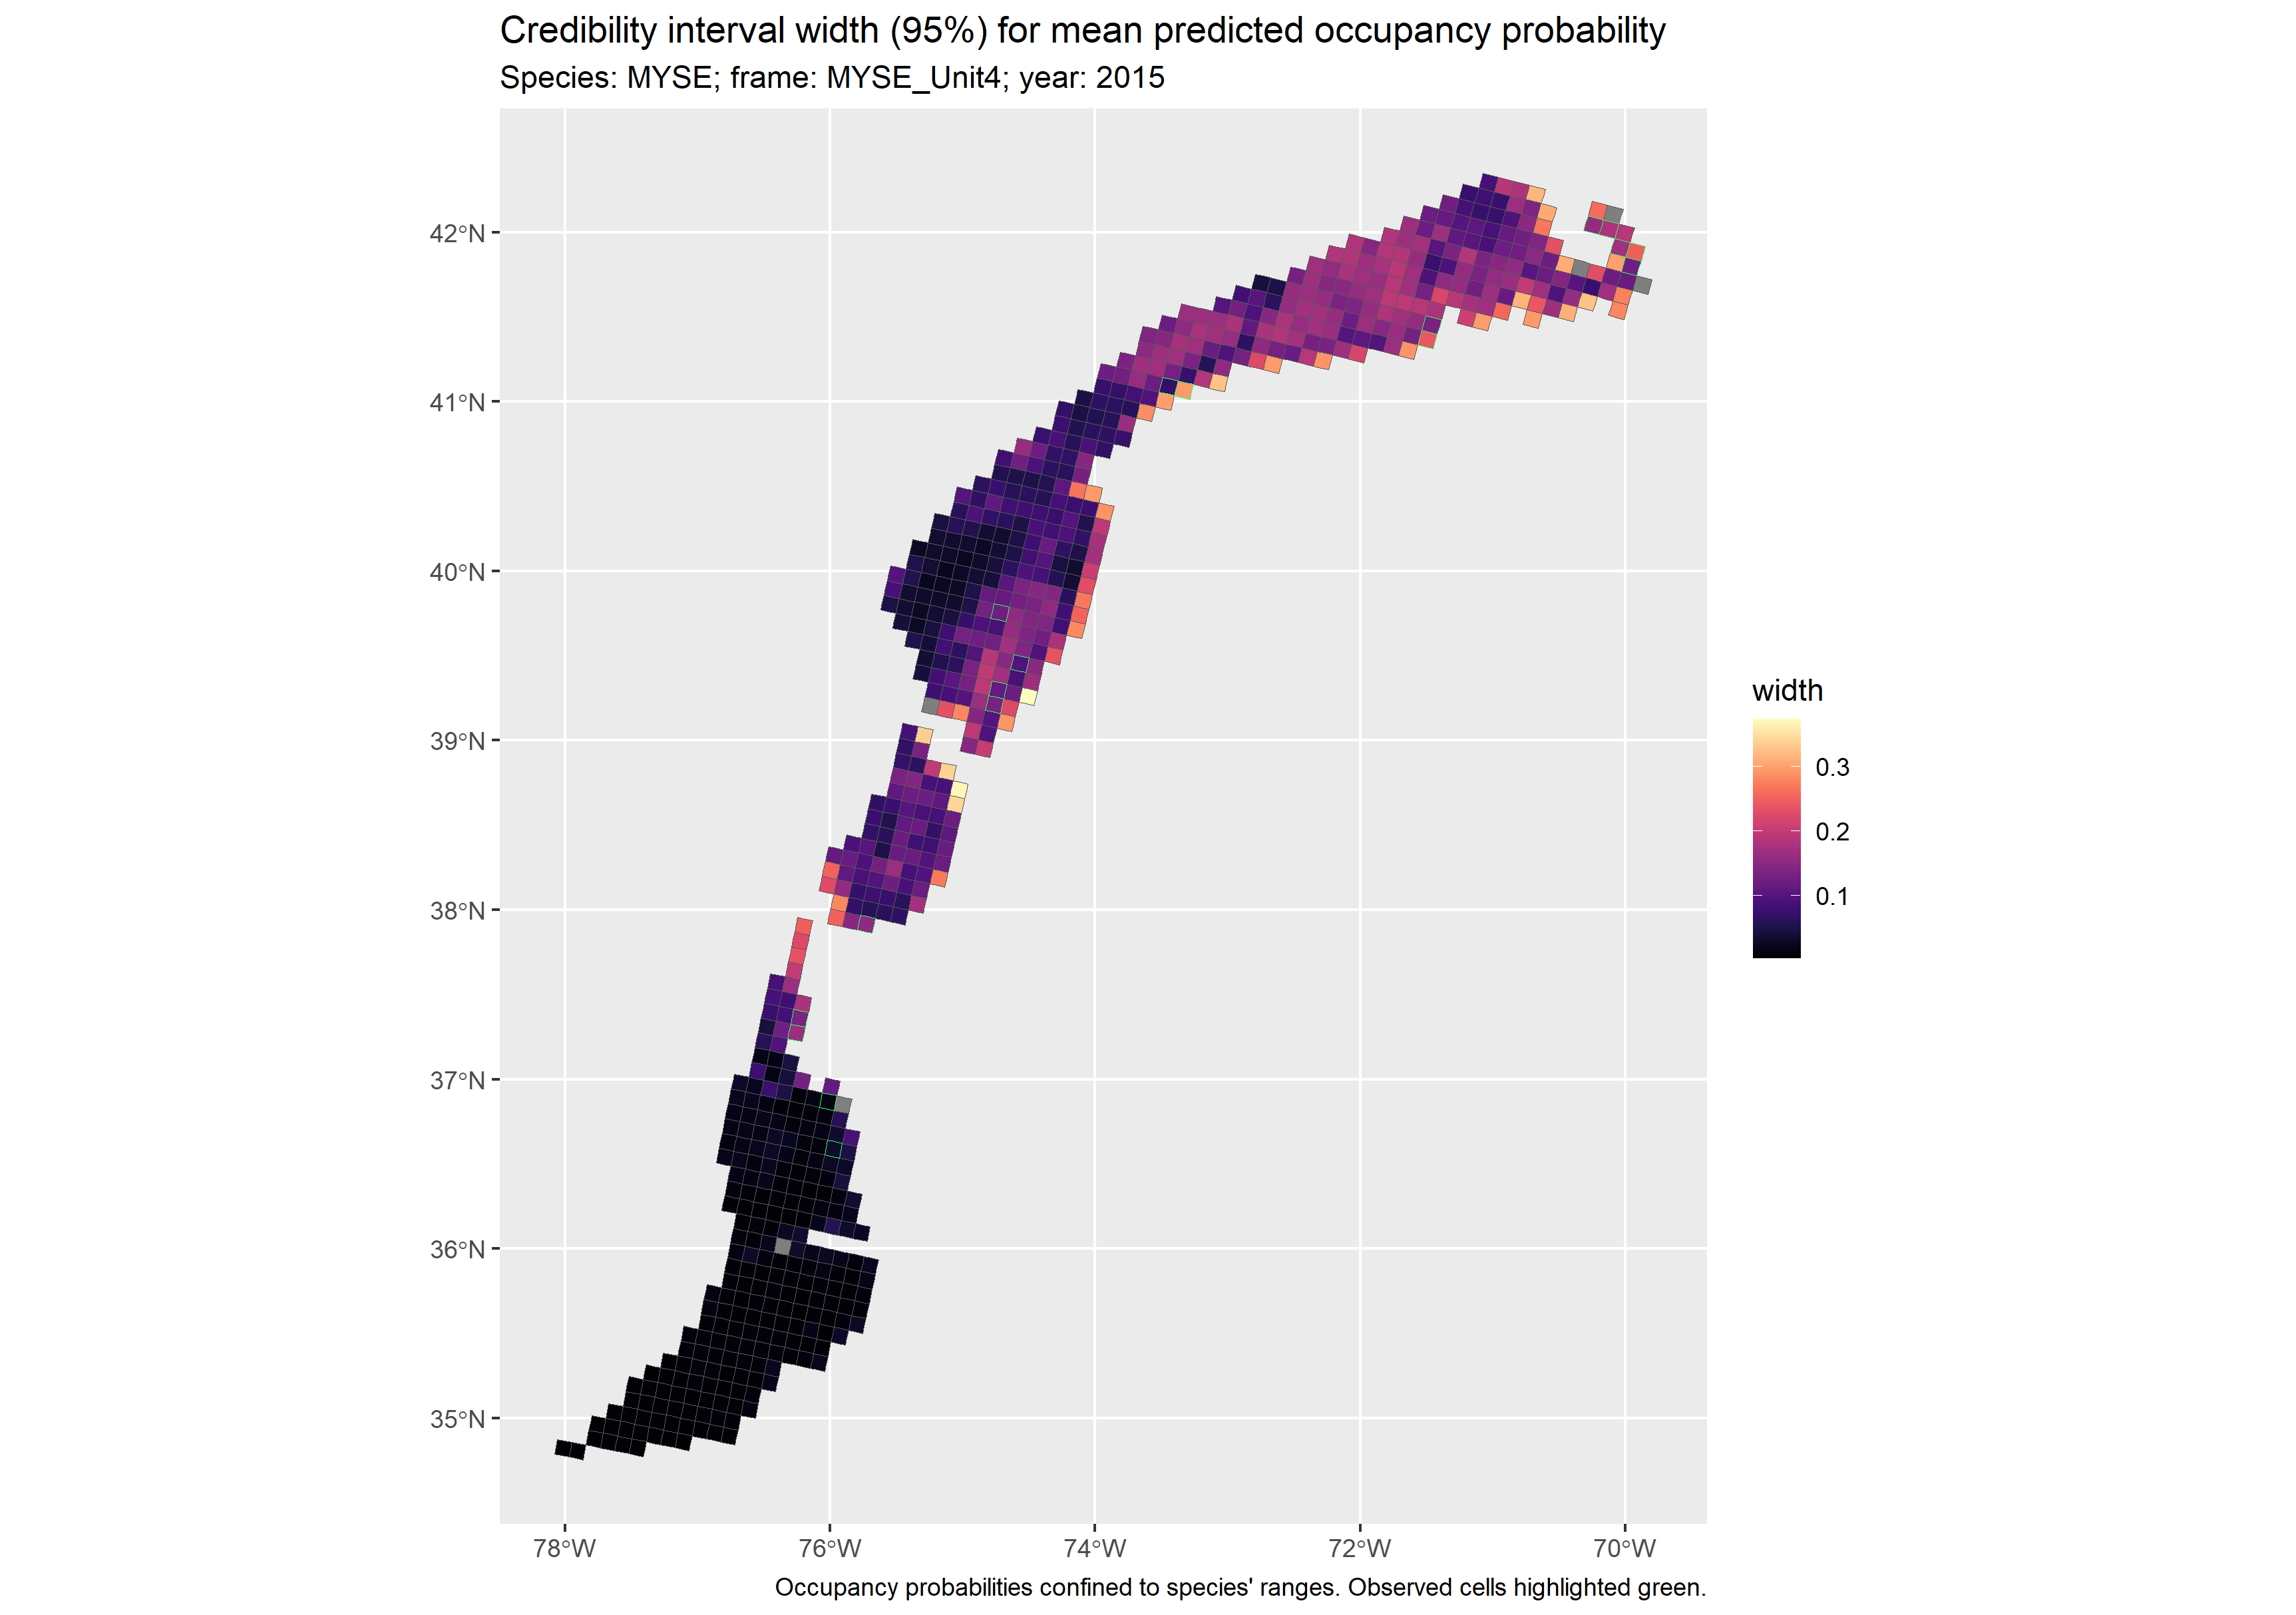 Credibility interval width (95%) for mean predicted occupancy probability
Species: MYSE; frame: MYSE_Unit4; year: 2015
42°N
41°N
40°N
39°N
38°N
37°N
36°N
35°N
78°W
76°W
74°W
72°W
70°W
width
0.3
0.2
0.1
Occupancy probabilities confined to species' ranges. Observed cells highlighted green.